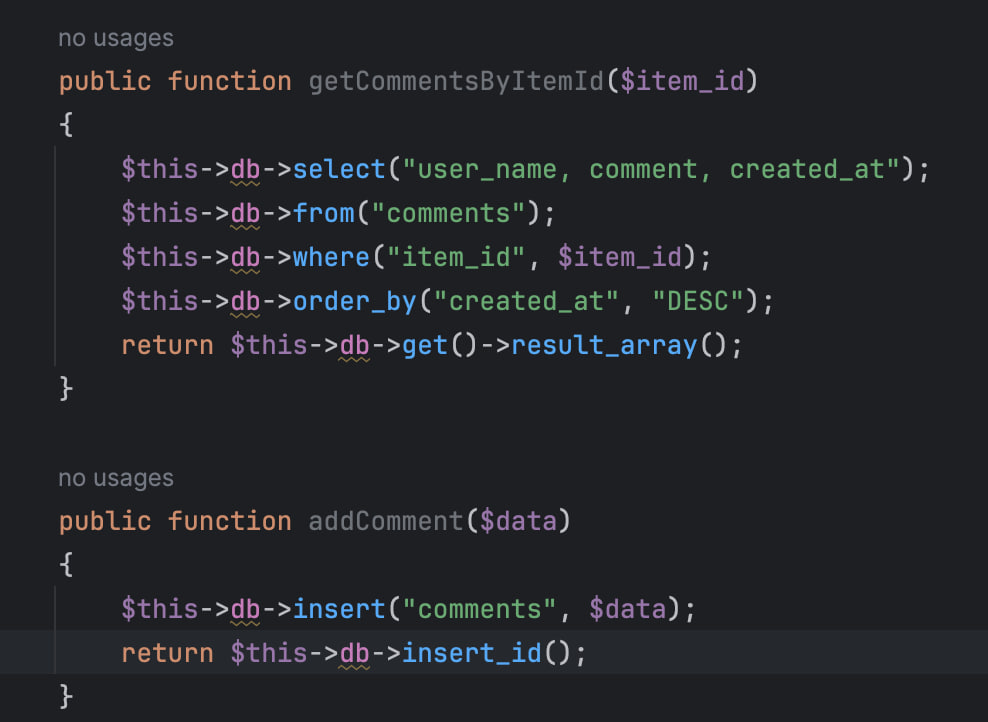 no usages
public function getCommentsByItemId($item_id)
{
    $this->db->select("user_name, comment, created_at");
    $this->db->from("comments");
    $this->db->where("item_id", $item_id);
    $this->db->order_by("created_at", "DESC");
    return $this->db->get()->result_array();
}
no usages
public function addComment($data)
{
    $this->db->insert("comments", $data);
    return $this->db->insert_id();
}